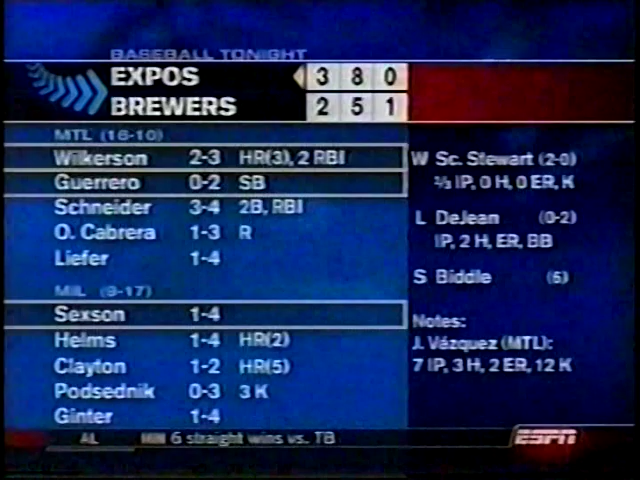 BASEBALL TONIGHT
EXPOS 3 8 0
BREWERS 2 5 1
MTL (16-10)
Wilkerson 2-3 HR(3), 2 RBI
Guerrero 0-2 SB
Schneider 3-4 2B, RBI
O. Cabrera 1-3 R
Liefer 1-4
MIL (9-17)
Sexson 1-4
Helms 1-4 HR(2)
Clayton 1-2 HR(5)
Podsednik 0-3 3 K
Ginter 1-4
W Sc. Stewart (2-0)
⅔ IP, 0 H, 0 ER, K
L DeJean (0-2)
IP, 2 H, ER, BB
S Biddle (6)
Notes:
J. Vázquez (MTL):
7 IP, 3 H, 2 ER, 12 K
AL MIN 6 straight wins vs. TB
ESPN